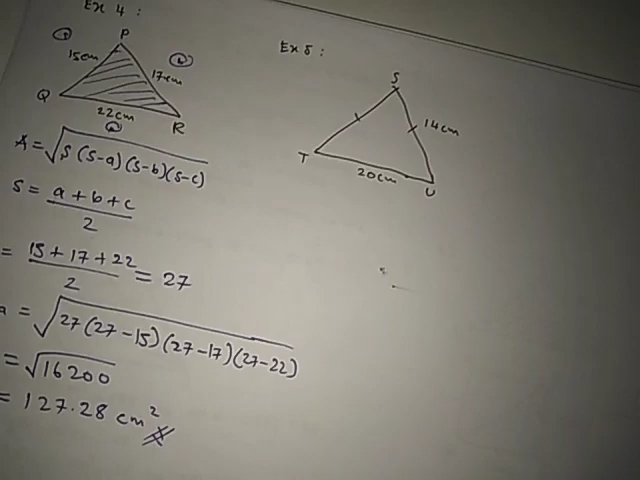 Ex 4 :
P
15cm
17cm
Q
22cm
R
A = √s(s-a)(s-b)(s-c)
s = a + b + c / 2
= 15 + 17 + 22 / 2 = 27
a = √27(27-15)(27-17)(27-22)
= √16200
= 127.28 cm²
Ex 5 :
S
14cm
T
20cm
U